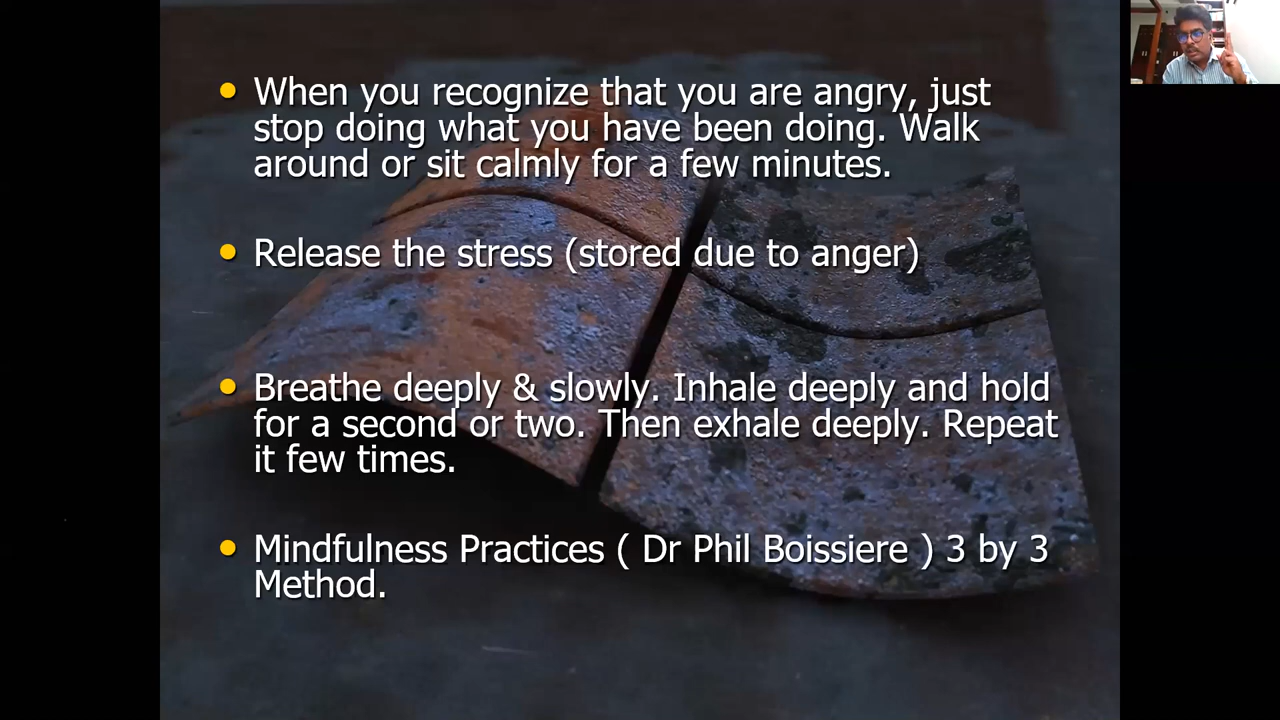 When you recognize that you are angry, just
stop doing what you have been doing. Walk
around or sit calmly for a few minutes.
Release the stress (stored due to anger)
Breathe deeply & slowly. Inhale deeply and hold
for a second or two. Then exhale deeply. Repeat
it few times.
Mindfulness Practices ( Dr Phil Boissiere ) 3 by 3
Method.